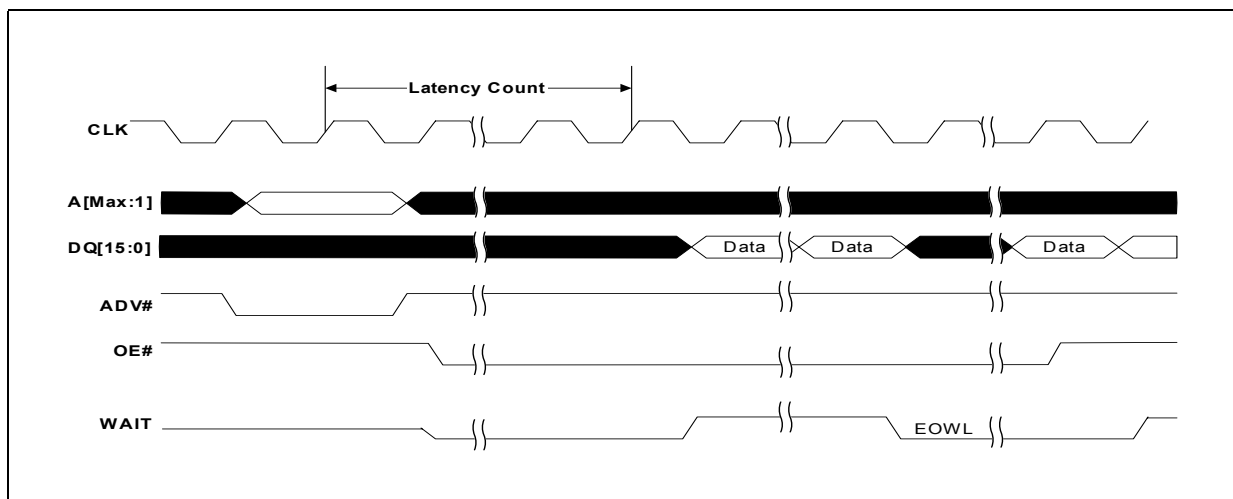 Latency Count
CLK
A[Max:1]
DQ[15:0]
Data
Data
Data
ADV#
OE#
WAIT
EOWL